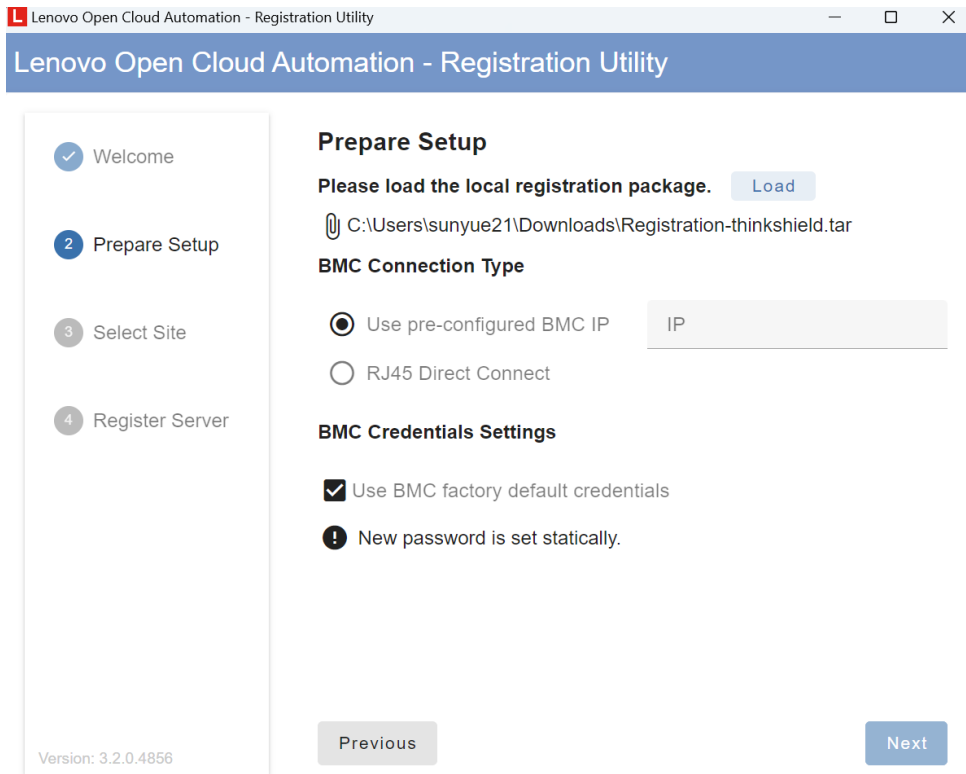 L Lenovo Open Cloud Automation - Registration Utility
Lenovo Open Cloud Automation - Registration Utility
Welcome
2 Prepare Setup
3 Select Site
4 Register Server
Version: 3.2.0.4856
Prepare Setup
Please load the local registration package. Load
C:\Users\sunyue21\Downloads\Registration-thinkshield.tar
BMC Connection Type
Use pre-configured BMC IP IP
RJ45 Direct Connect
BMC Credentials Settings
Use BMC factory default credentials
New password is set statically.
Previous Next